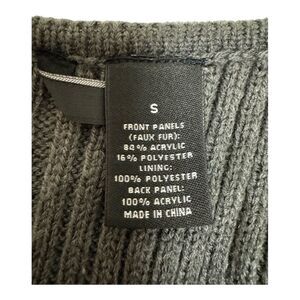 S
FRONT PANELS
(FAUX FUR):
84% ACRYLIC
16% POLYESTER
LINING:
100% POLYESTER
BACK PANEL:
100% ACRYLIC
MADE IN CHINA